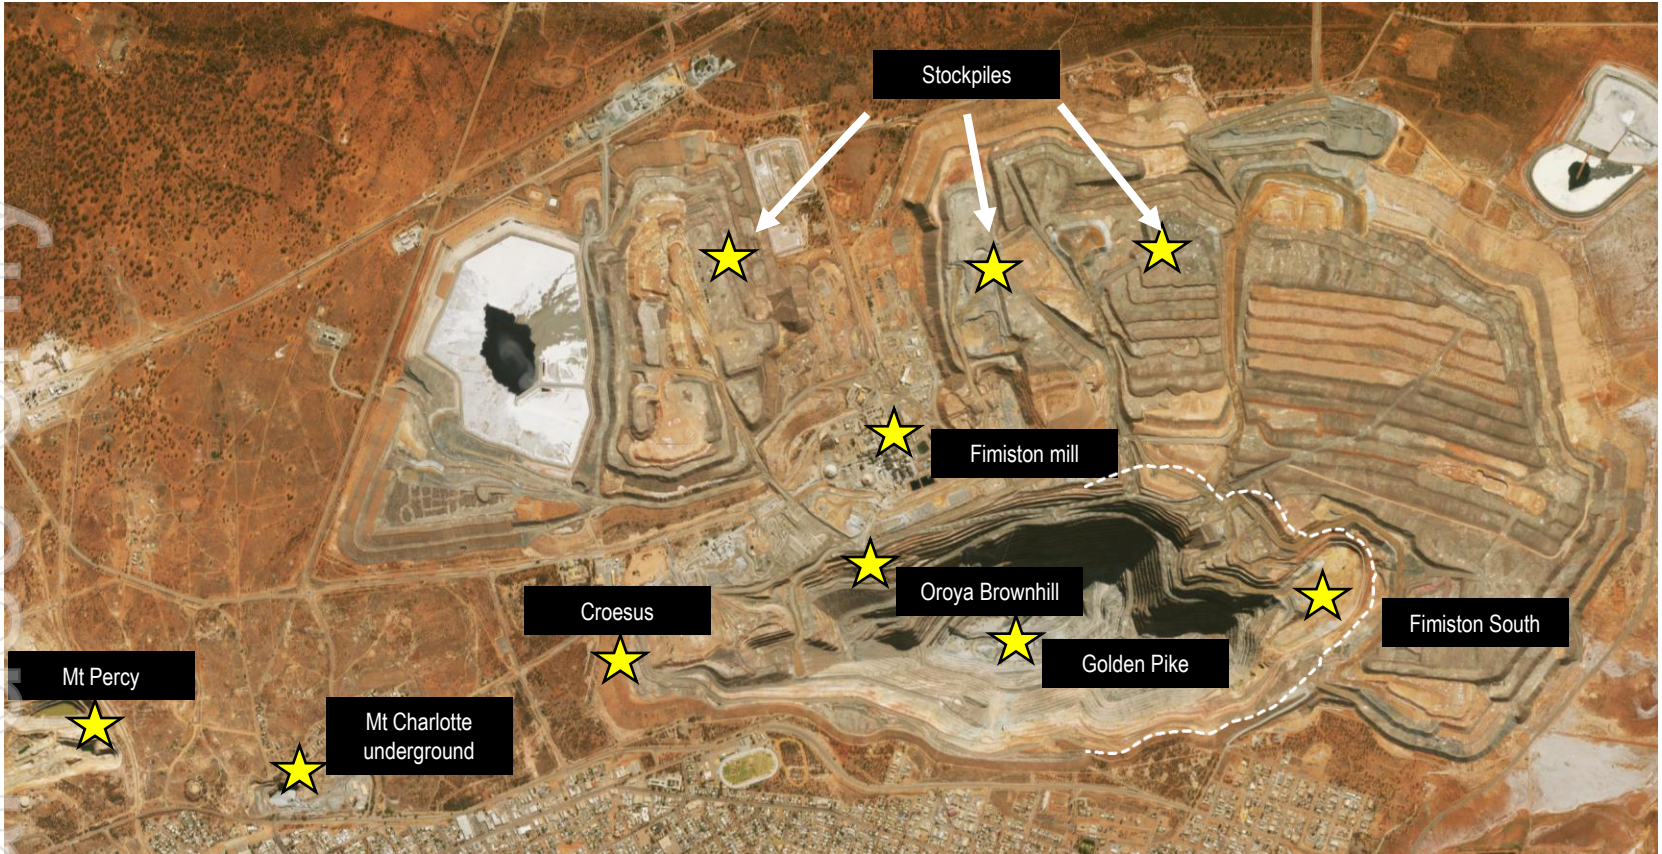 Stockpiles
Fimiston mill
Oroya Brownhill
Croesus
Fimiston South
Golden Pike
Mt Percy
Mt Charlotte
underground